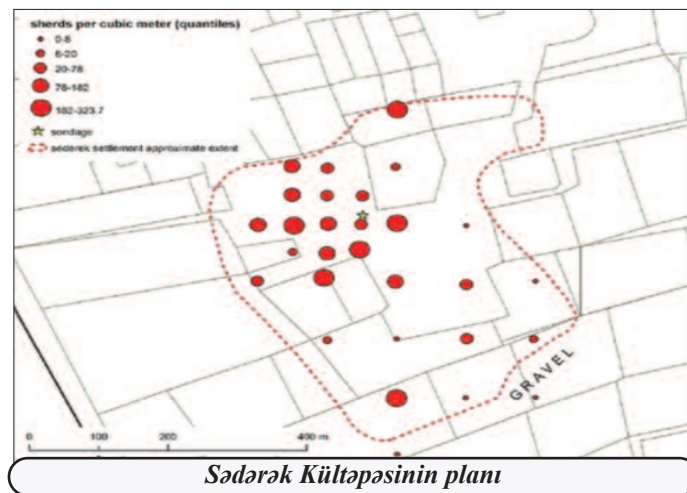 sherds per cubic meter (quantiles)
0-6
6-20
20-78
78-182
182-323.7
sondage
sederek settlement approximate extent
GRAVEL
0 100 200 400 m
Sədərək Kültəpəsinin planı